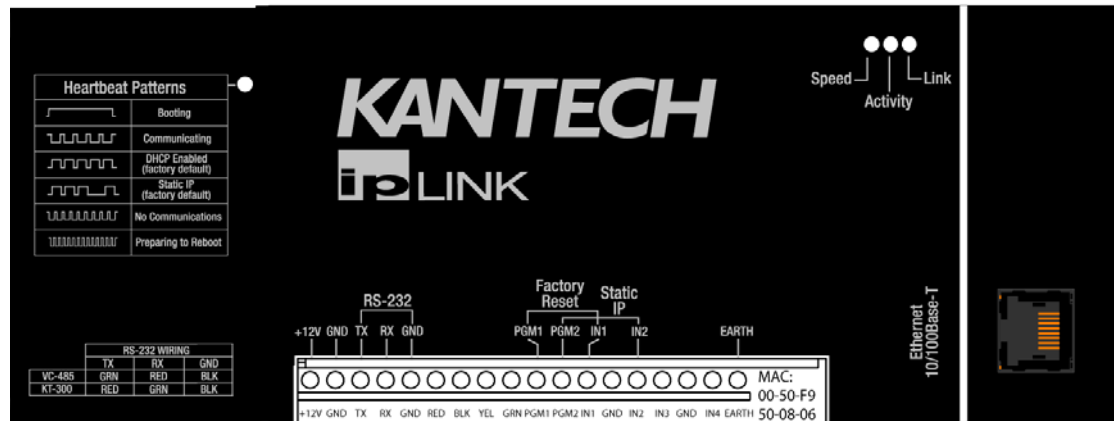 Heartbeat Patterns
Booting
Communicating
DHCP Enabled
(factory default)
Static IP
(factory default)
No Communications
Preparing to Reboot
KANTECH
ip LINK
Speed
Activity
Link
RS-232
Factory
Reset
Static
IP
+12V GND TX RX GND PGM1 PGM2 IN1 IN2 EARTH
Ethernet
10/100Base-T
RS-232 WIRING
TX RX GND
VC-485 GRN RED BLK
KT-300 RED GRN BLK
MAC:
00-50-F9
50-08-06
+12V GND TX RX GND RED BLK YEL GRN PGM1 PGM2 IN1 GND IN2 IN3 GND IN4 EARTH